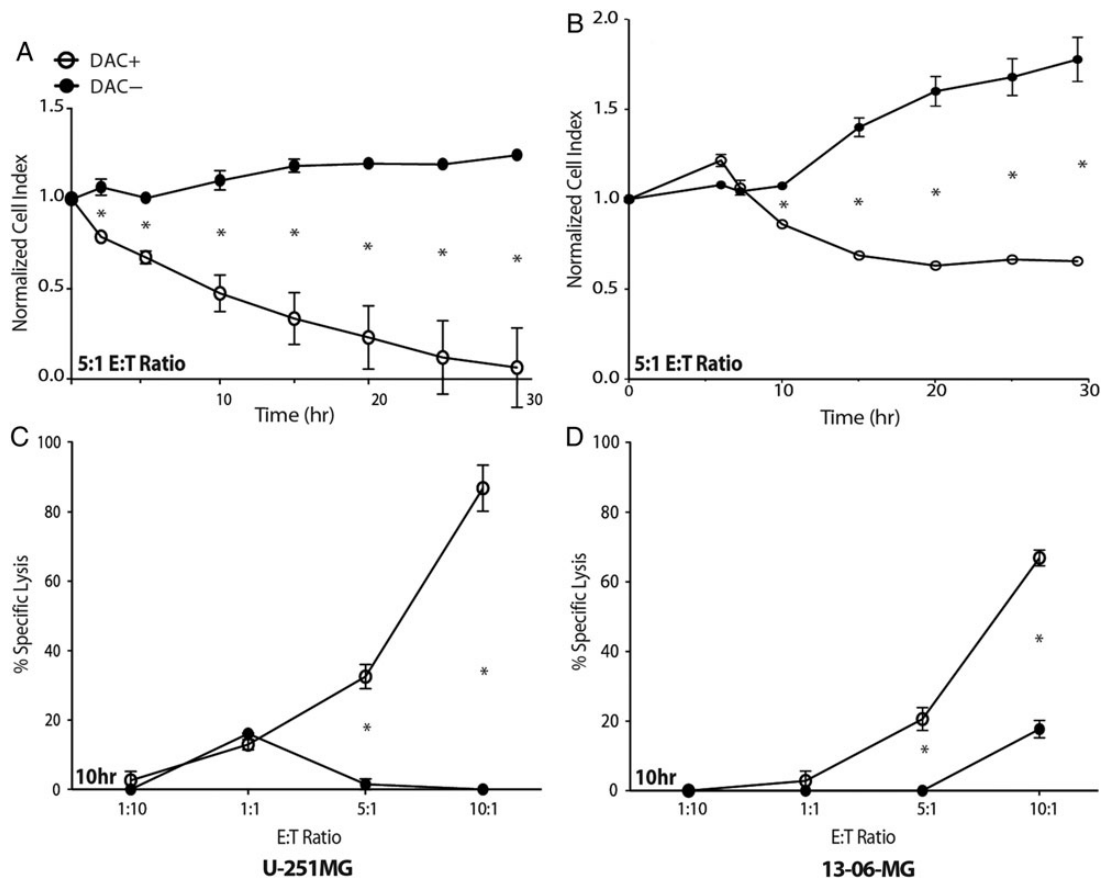 A
DAC+
DAC−
Normalized Cell Index
1.5
1.0
0.5
0.0
* * * * * * *
5:1 E:T Ratio
10 20 30
Time (hr)
B
Normalized Cell Index
2.0
1.5
1.0
0.5
0.0
* * * * *
5:1 E:T Ratio
0 10 20 30
Time (hr)
C
% Specific Lysis
100
80
60
40
20
0
* *
10hr
1:10 1:1 5:1 10:1
E:T Ratio
U-251MG
D
% Specific Lysis
100
80
60
40
20
0
* *
10hr
1:10 1:1 5:1 10:1
E:T Ratio
13-06-MG